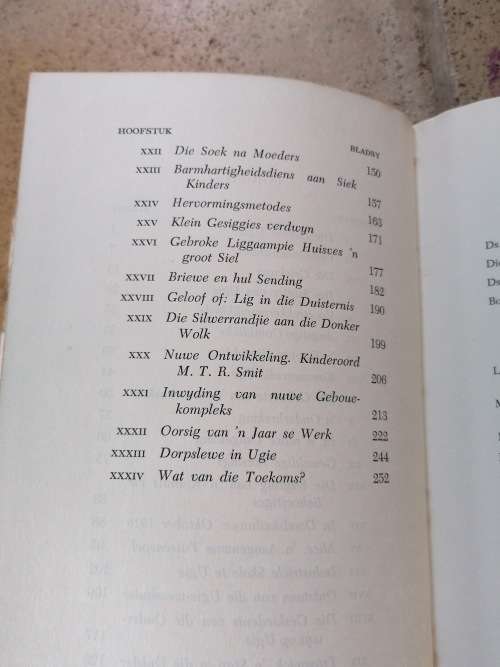 HOOFSTUK BLADSY
XXII Die Soek na Moeders 150
XXIII Barmhartigheidsdiens aan Siek
Kinders 157
XXIV Hervormingsmetodes 163
XXV Klein Gesiggies verdwyn 171
XXVI Gebroke Liggaampie Huisves 'n
groot Siel 177
XXVII Briewe en hul Sending 182
XXVIII Geloof of: Lig in die Duisternis 190
XXIX Die Silwerrandjie aan die Donker
Wolk 199
XXX Nuwe Ontwikkeling. Kinderoord
M. T. R. Smit 206
XXXI Inwyding van nuwe Geboue-
kompleks 213
XXXII Oorsig van 'n Jaar se Werk 222
XXXIII Dorpslewe in Ugie 244
XXXIV Wat van die Toekoms? 252